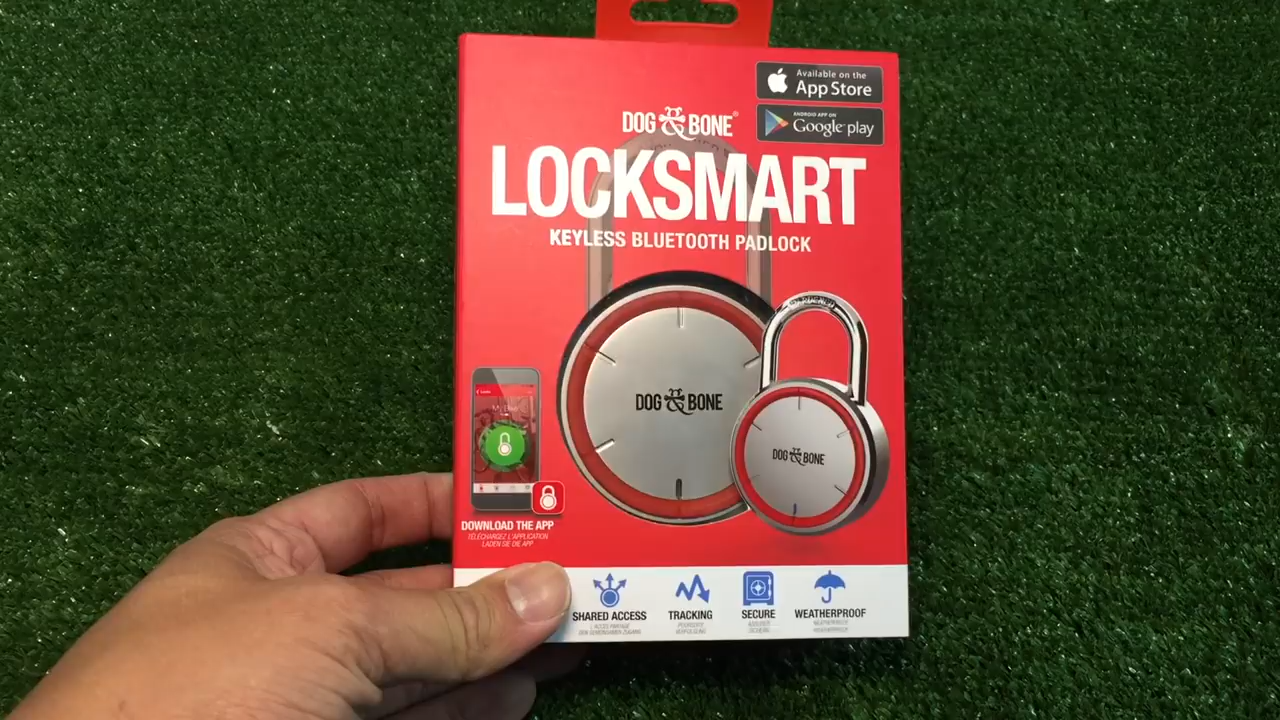 Available on the
App Store
ANDROID APP ON
Google play
DOG & BONE®
LOCKSMART
KEYLESS BLUETOOTH PADLOCK
DOG & BONE
DOG & BONE
DOWNLOAD THE APP
TÉLÉCHARGEZ L'APPLICATION
LADEN SIE DIE APP
SHARED ACCESS
TRACKING
SECURE
WEATHERPROOF